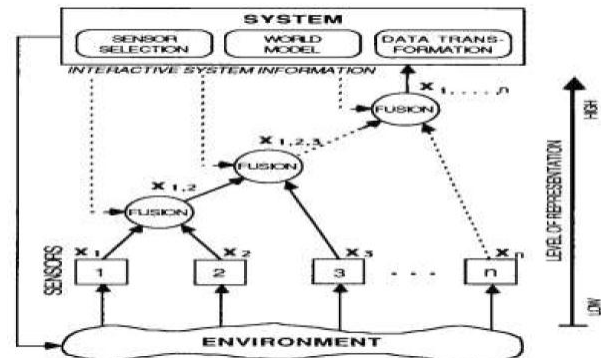 SYSTEM
SENSOR SELECTION
WORLD MODEL
DATA TRANS-FORMATION
INTERACTIVE SYSTEM INFORMATION
X 1, . . . . , n
FUSION
X 1,2,3
FUSION
X 1,2
FUSION
X 1
X 2
X 3
X n
SENSORS
1
2
3
. . .
n
ENVIRONMENT
HIGH
LEVEL OF REPRESENTATION
LOW